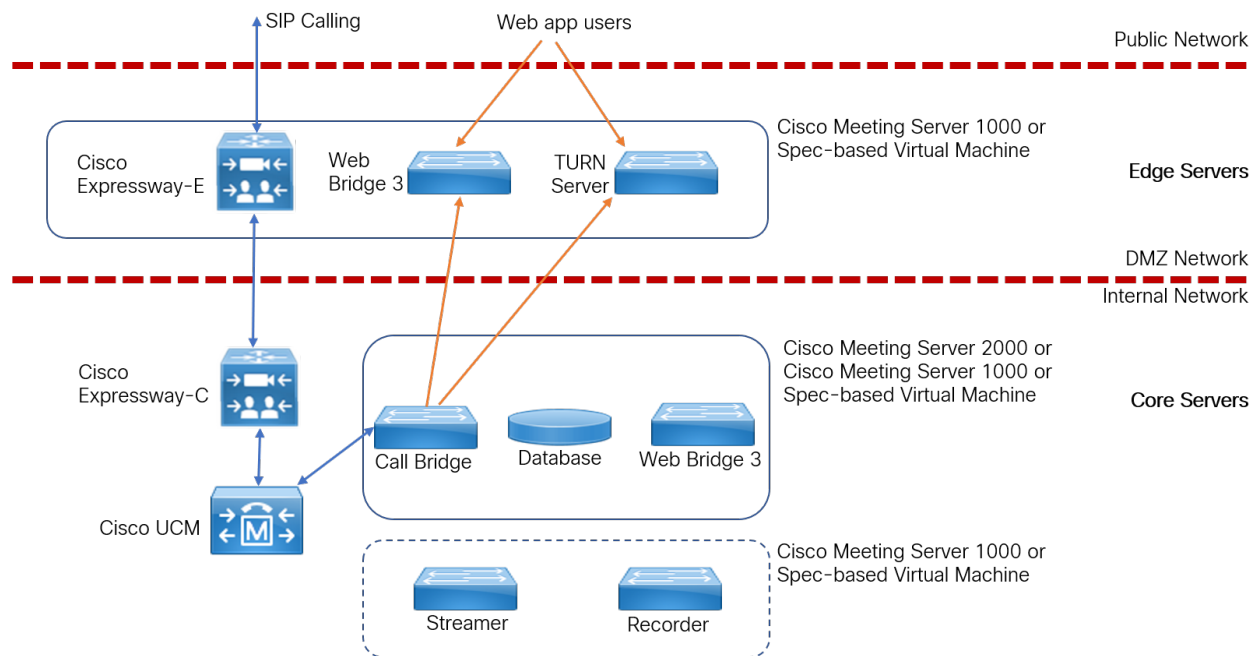 SIP Calling
Web app users
Public Network
Cisco
Expressway-E
Web
Bridge 3
TURN
Server
Cisco Meeting Server 1000 or
Spec-based Virtual Machine
Edge Servers
DMZ Network
Internal Network
Cisco
Expressway-C
Cisco Meeting Server 2000 or
Cisco Meeting Server 1000 or
Spec-based Virtual Machine
Core Servers
Call Bridge
Database
Web Bridge 3
Cisco UCM
M
Cisco Meeting Server 1000 or
Spec-based Virtual Machine
Streamer
Recorder